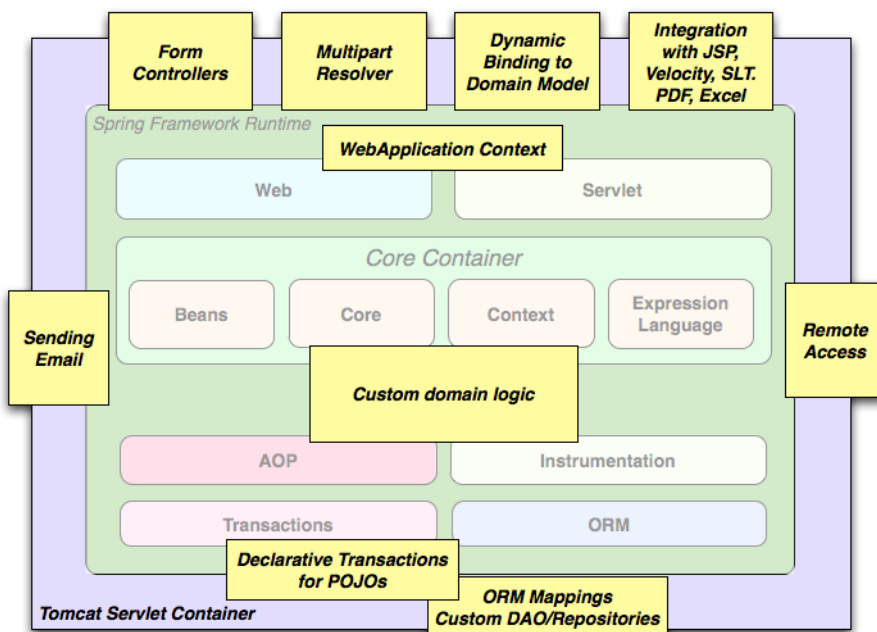 Form
Controllers
Multipart
Resolver
Dynamic
Binding to
Domain Model
Integration
with JSP,
Velocity, SLT.
PDF, Excel
Spring Framework Runtime
WebApplication Context
Web
Servlet
Core Container
Beans
Core
Context
Expression
Language
Sending
Email
Remote
Access
Custom domain logic
AOP
Instrumentation
Transactions
ORM
Declarative Transactions
for POJOs
ORM Mappings
Custom DAO/Repositories
Tomcat Servlet Container